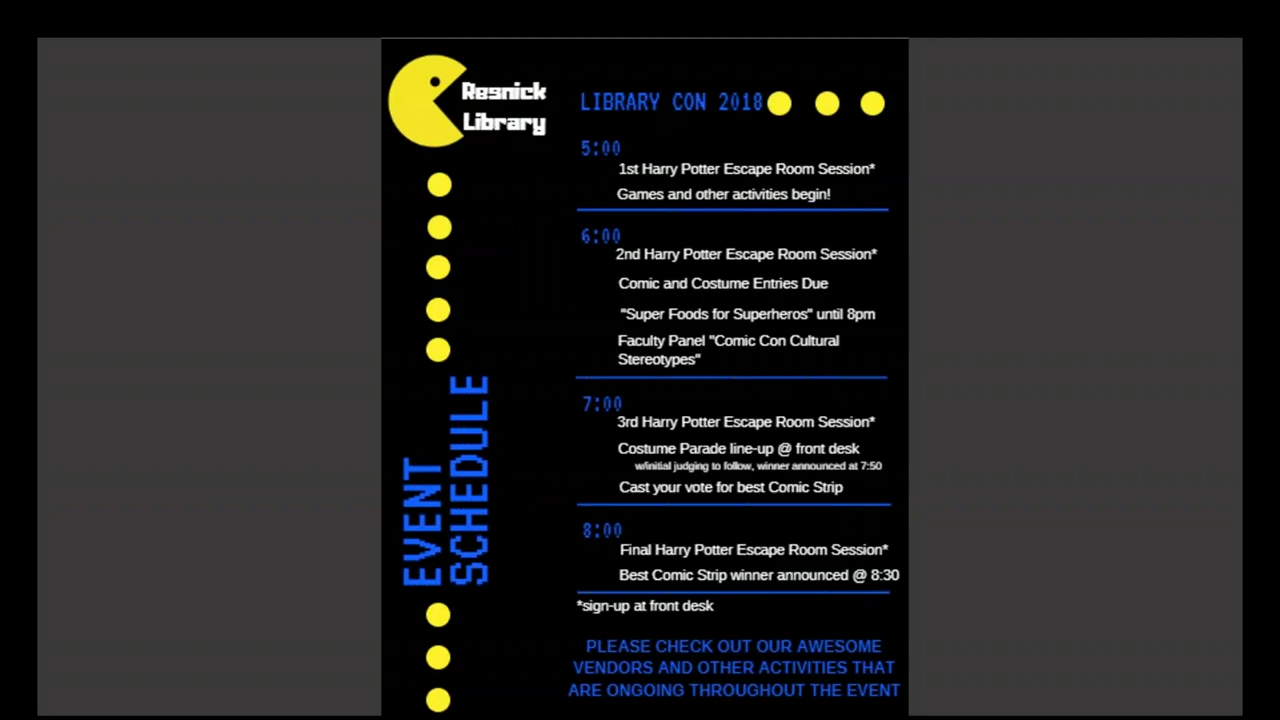 Resnick
Library
LIBRARY CON 2018
5:00
1st Harry Potter Escape Room Session*
Games and other activities begin!
6:00
2nd Harry Potter Escape Room Session*
Comic and Costume Entries Due
"Super Foods for Superheros" until 8pm
Faculty Panel "Comic Con Cultural
Stereotypes"
7:00
3rd Harry Potter Escape Room Session*
Costume Parade line-up @ front desk
w/initial judging to follow, winner announced at 7:50
Cast your vote for best Comic Strip
8:00
Final Harry Potter Escape Room Session*
Best Comic Strip winner announced @ 8:30
*sign-up at front desk
PLEASE CHECK OUT OUR AWESOME
VENDORS AND OTHER ACTIVITIES THAT
ARE ONGOING THROUGHOUT THE EVENT
EVENT
SCHEDULE